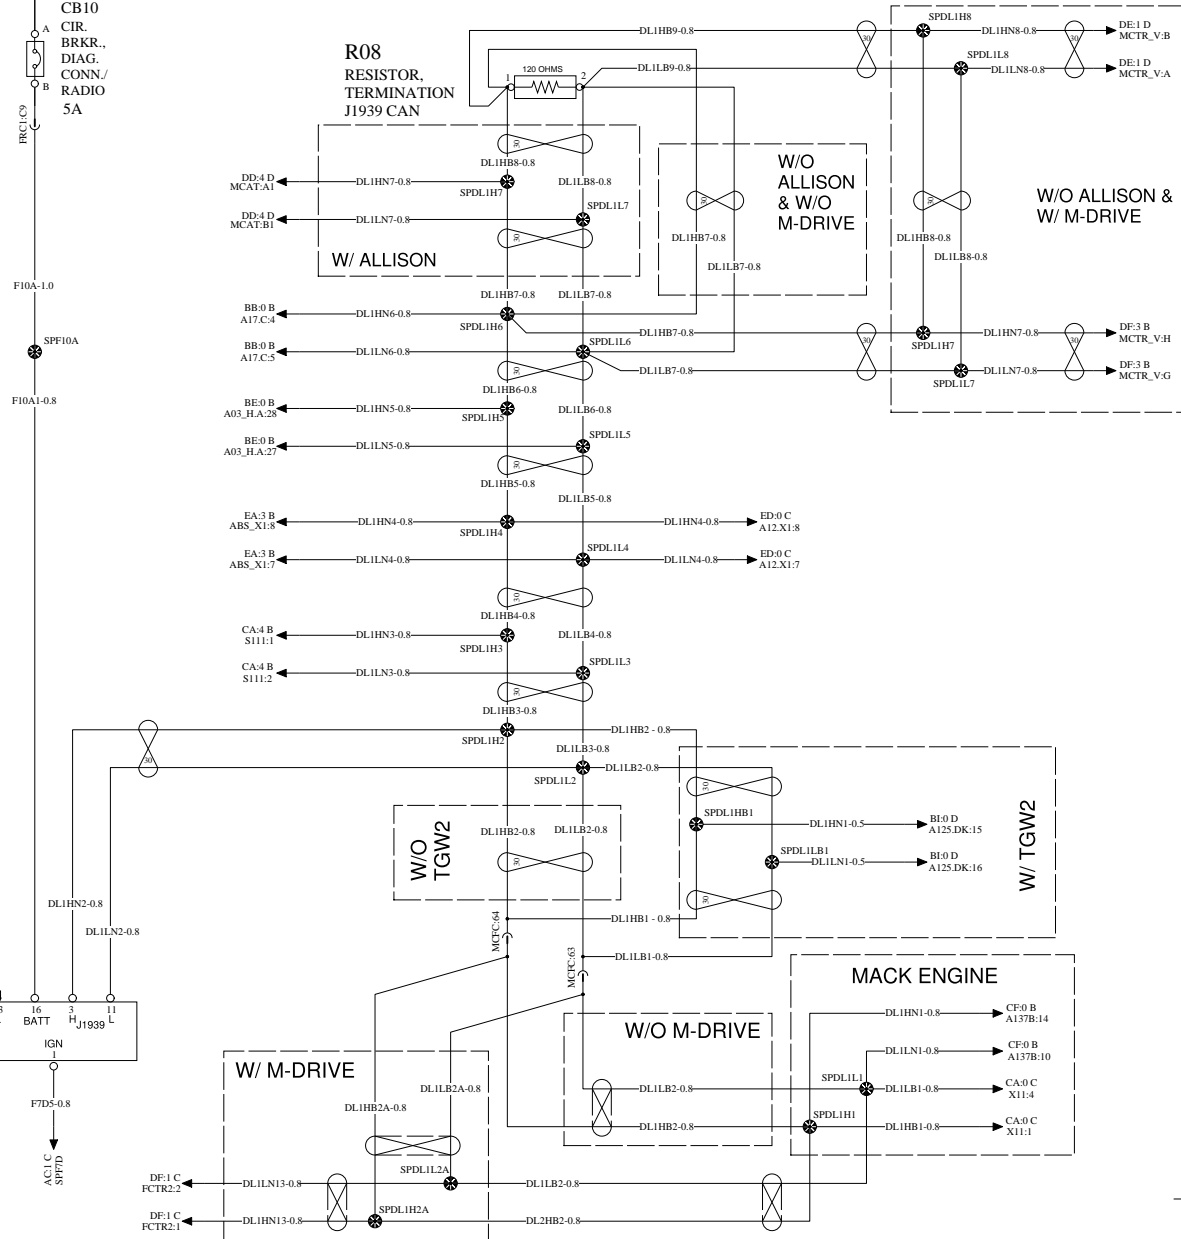 CB10
CIR.
BRKR.,
DIAG.
CONN./
RADIO
5A
A
B
FRC1:C9
F10A-1.0
SPF10A
F10A1-0.8
R08
RESISTOR,
TERMINATION
J1939 CAN
1
120 OHMS
2
DL1HB9-0.8
30
SPDL1H8
DL1HN8-0.8
30
DE:1 D
MCTR_V:B
DL1LB9-0.8
SPDL1L8
DL1LN8-0.8
DE:1 D
MCTR_V:A
30
DL1HB8-0.8
DD:4 D
MCAT:A1
DL1HN7-0.8
SPDL1H7
DL1LB8-0.8
DD:4 D
MCAT:B1
DL1LN7-0.8
SPDL1L7
30
W/ ALLISON
W/O
ALLISON
& W/O
M-DRIVE
30
DL1HB7-0.8
DL1LB7-0.8
W/O ALLISON &
W/ M-DRIVE
30
DL1HB8-0.8
DL1LB8-0.8
DL1HB7-0.8
DL1LB7-0.8
BB:0 B
A17.C:4
DL1HN6-0.8
SPDL1H6
DL1HB7-0.8
30
SPDL1H7
DL1HN7-0.8
30
DF:3 B
MCTR_V:H
BB:0 B
A17.C:5
DL1LN6-0.8
SPDL1L6
DL1LB7-0.8
SPDL1L7
DL1LN7-0.8
DF:3 B
MCTR_V:G
30
DL1HB6-0.8
BE:0 B
A03_H.A:28
DL1HN5-0.8
SPDL1H5
DL1LB6-0.8
BE:0 B
A03_H.A:27
DL1LN5-0.8
SPDL1L5
30
DL1HB5-0.8
DL1LB5-0.8
EA:3 B
ABS_X1:8
DL1HN4-0.8
SPDL1H4
DL1HN4-0.8
ED:0 C
A12.X1:8
EA:3 B
ABS_X1:7
DL1LN4-0.8
SPDL1L4
DL1LN4-0.8
ED:0 C
A12.X1:7
30
DL1HB4-0.8
CA:4 B
S111:1
DL1HN3-0.8
SPDL1H3
DL1LB4-0.8
CA:4 B
S111:2
DL1LN3-0.8
SPDL1L3
30
DL1HB3-0.8
30
SPDL1H2
DL1HB2 - 0.8
DL1LB3-0.8
SPDL1L2
DL1LB2-0.8
30
SPDL1HB1
DL1HN1-0.5
BI:0 D
A125.DK:15
SPDL1LB1
DL1LN1-0.5
BI:0 D
A125.DK:16
30
W/ TGW2
W/O
TGW2
DL1HB2-0.8
DL1LB2-0.8
30
DL1HN2-0.8
DL1LN2-0.8
MCFC:64
DL1HB1 - 0.8
MCFC:63
DL1LB1-0.8
16
BATT
3
H
J1939
11
L
IGN
1
F7D5-0.8
AC:1 C
SPF7D
W/ M-DRIVE
DL1LB2A-0.8
DL1HB2A-0.8
SPDL1L2A
DF:1 C
FCTR2:2
DL1LN13-0.8
DL1LB2-0.8
DF:1 C
FCTR2:1
DL1HN13-0.8
SPDL1H2A
DL2HB2-0.8
W/O M-DRIVE
DL1LB2-0.8
DL1HB2-0.8
MACK ENGINE
DL1HN1-0.8
CF:0 B
A137B:14
DL1LN1-0.8
CF:0 B
A137B:10
SPDL1L1
DL1LB1-0.8
CA:0 C
X11:4
SPDL1H1
DL1HB1-0.8
CA:0 C
X11:1